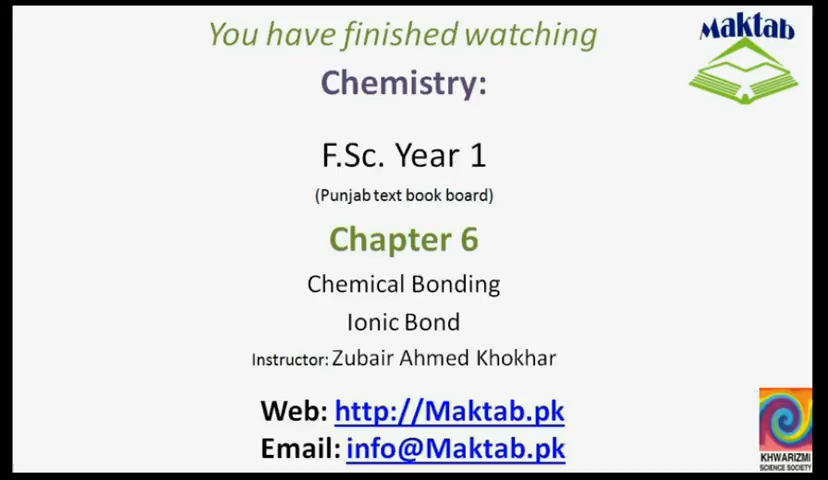 You have finished watching
Maktab
Chemistry:
F.Sc. Year 1
(Punjab text book board)
Chapter 6
Chemical Bonding
Ionic Bond
Instructor: Zubair Ahmed Khokhar
Web: http://Maktab.pk
Email: info@Maktab.pk
KHWARIZMI
SCIENCE SOCIETY